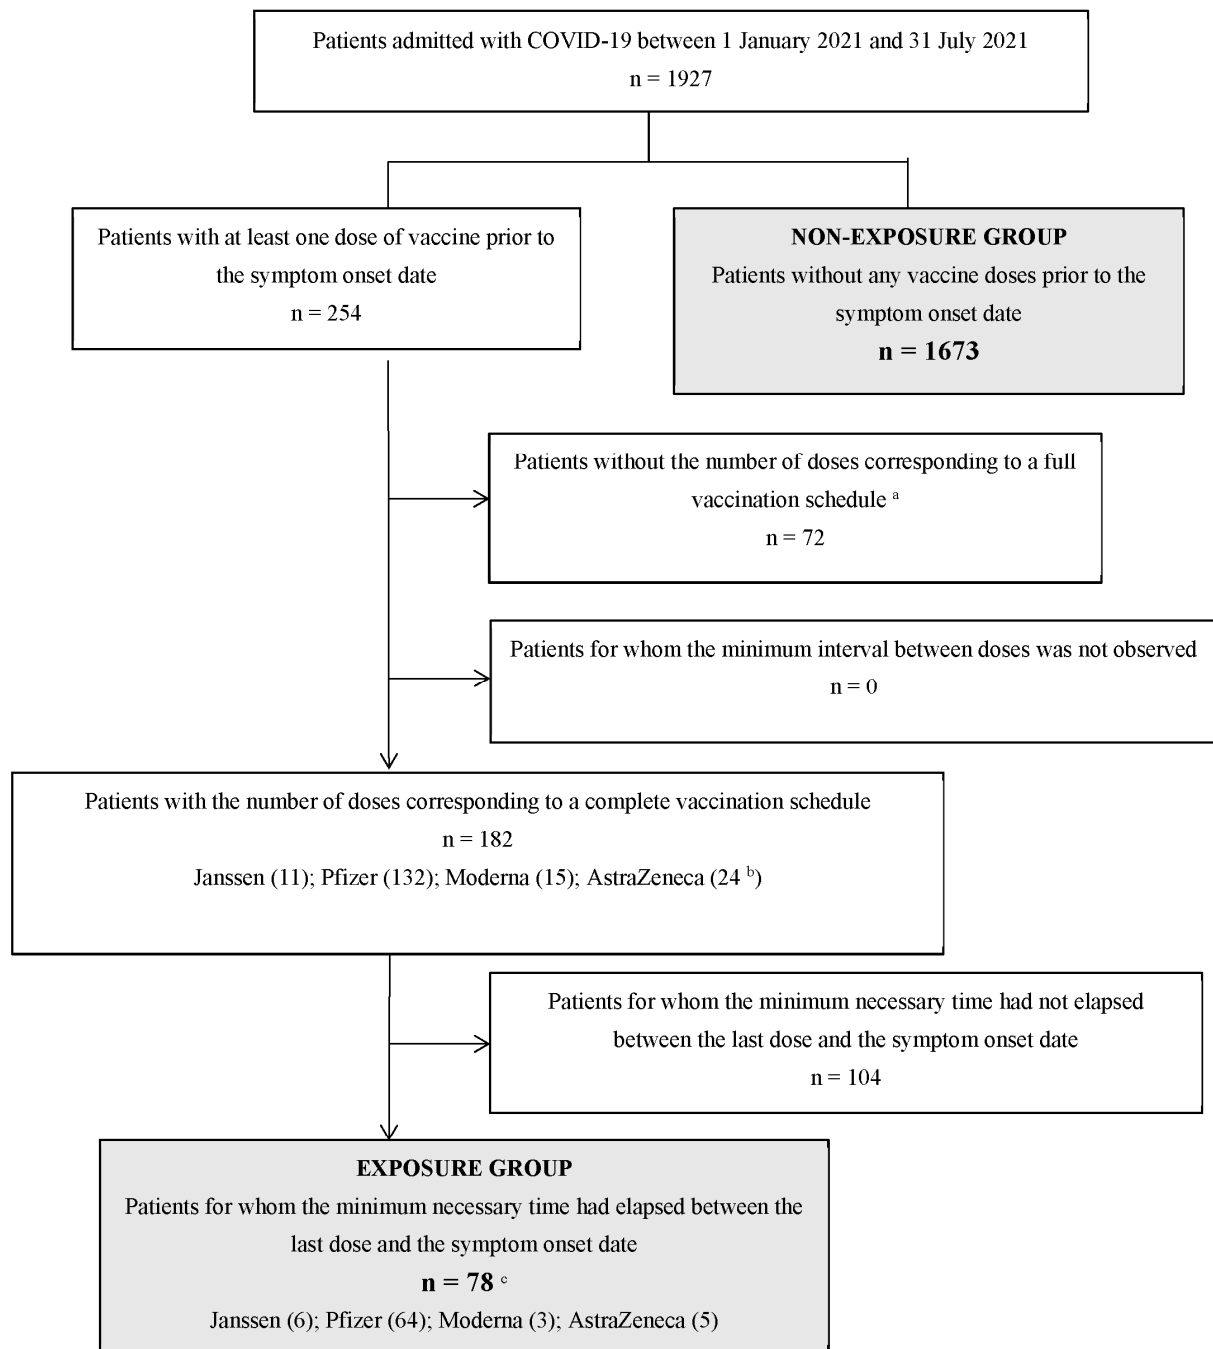 Patients admitted with COVID-19 between 1 January 2021 and 31 July 2021
n = 1927
Patients with at least one dose of vaccine prior to
the symptom onset date
n = 254
NON-EXPOSURE GROUP
Patients without any vaccine doses prior to the
symptom onset date
n = 1673
Patients without the number of doses corresponding to a full
vaccination schedule a
n = 72
Patients for whom the minimum interval between doses was not observed
n = 0
Patients with the number of doses corresponding to a complete vaccination schedule
n = 182
Janssen (11); Pfizer (132); Moderna (15); AstraZeneca (24 b)
Patients for whom the minimum necessary time had not elapsed
between the last dose and the symptom onset date
n = 104
EXPOSURE GROUP
Patients for whom the minimum necessary time had elapsed between the
last dose and the symptom onset date
n = 78 c
Janssen (6); Pfizer (64); Moderna (3); AstraZeneca (5)